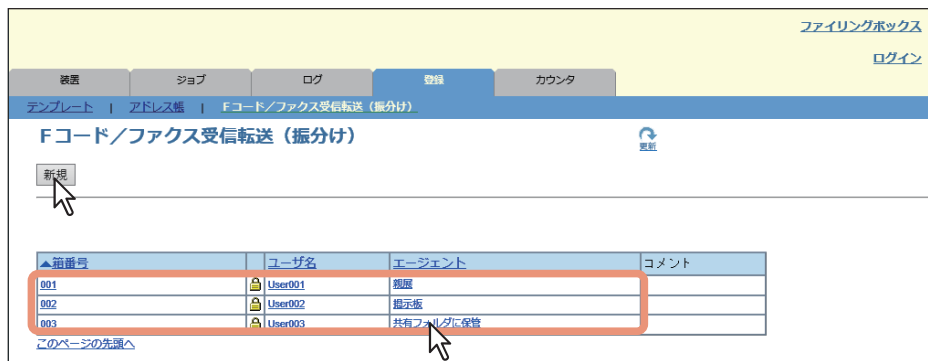 ファイリングボックス
ログイン
装置 ジョブ ログ 登録 カウンタ
テンプレート | アドレス帳 | Fコード／ファクス受信転送（振分け）
Fコード／ファクス受信転送（振分け）
更新
新規
▲箱番号 ユーザ名 エージェント コメント
001 User001 親展
002 User002 掲示板
003 User003 共有フォルダに保管
このページの先頭へ